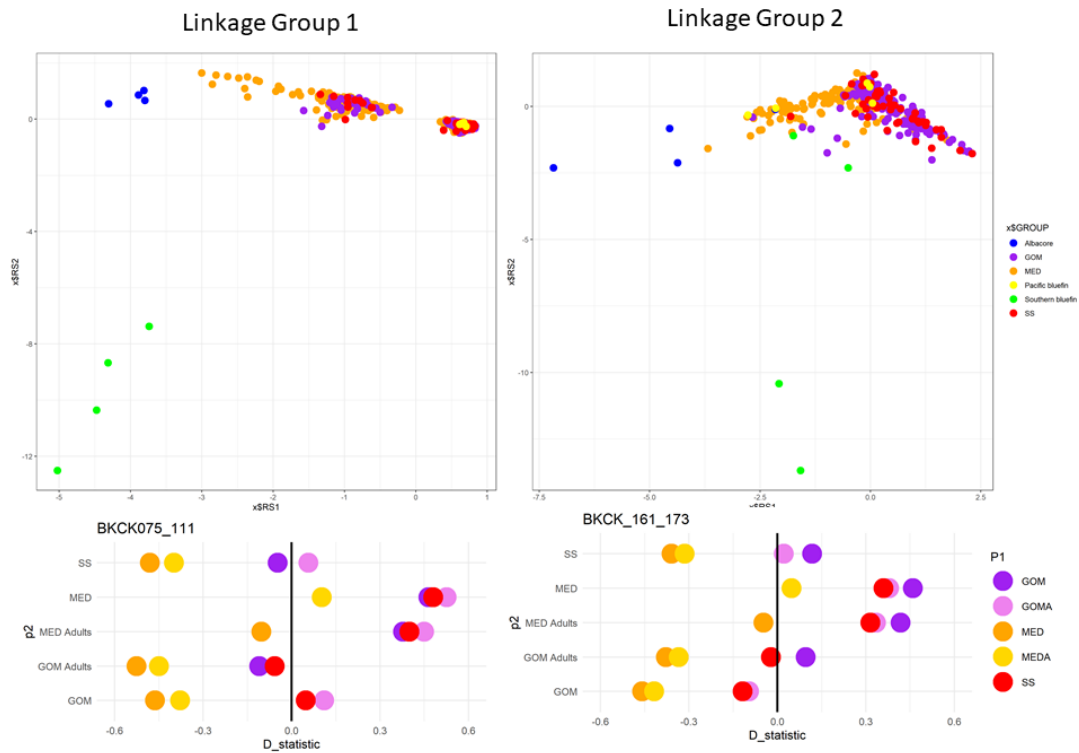 Linkage Group 1
Linkage Group 2
x$RS2
0
-4
-8
-12
-5
-4
-3
-2
-1
0
1
x$RS1
x$RS2
0
-5
-10
-7.5
-5.0
-2.5
0.0
2.5
x$RS1
x$GROUP
Albacore
GOM
MED
Pacific bluefin
Southern bluefin
SS
BKCK075_111
p2
SS
MED
MED Adults
GOM Adults
GOM
-0.6
-0.3
0.0
0.3
0.6
D_statistic
BKCK_161_173
p2
SS
MED
MED Adults
GOM Adults
GOM
-0.6
-0.3
0.0
0.3
0.6
D_statistic
P1
GOM
GOMA
MED
MEDA
SS